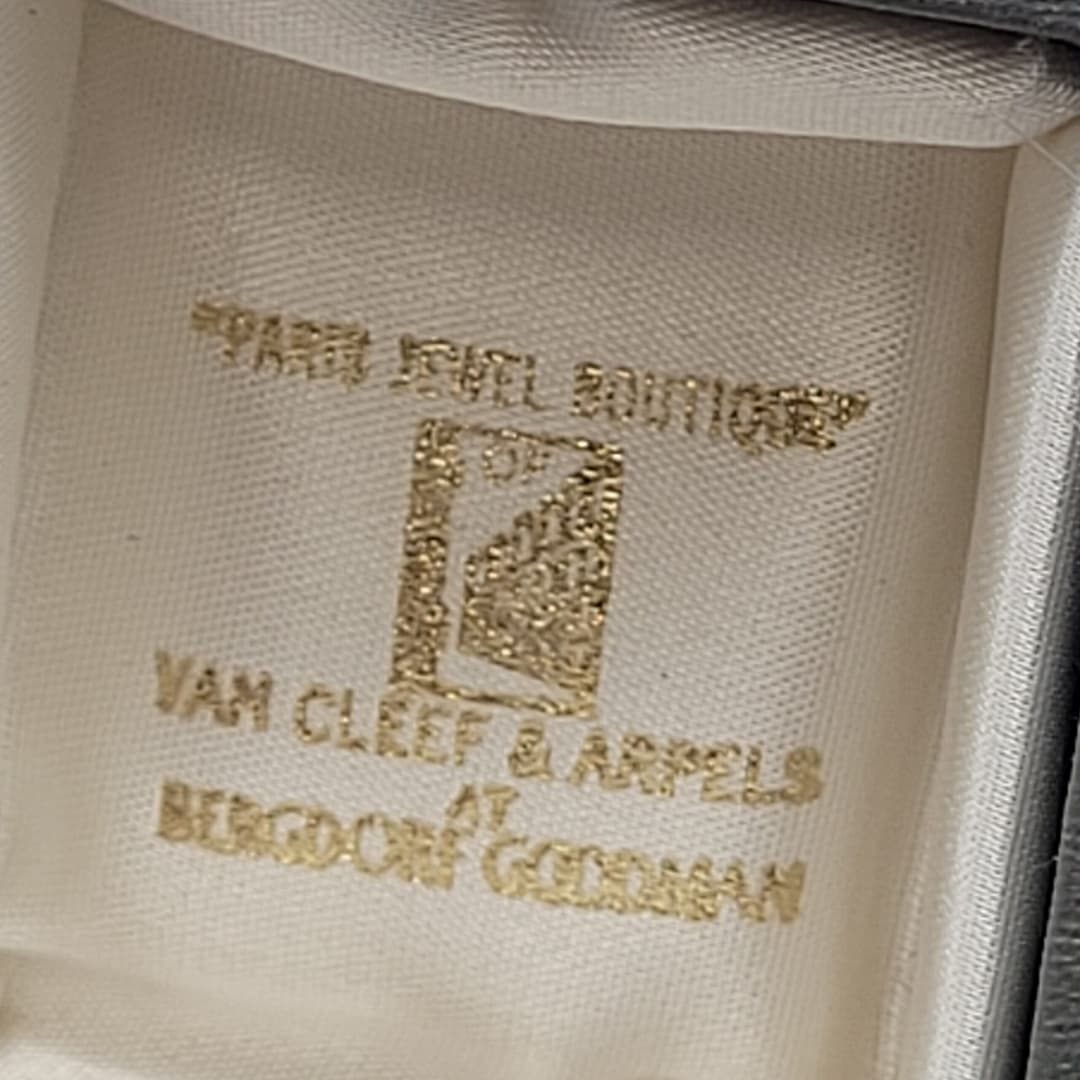 "PARIS JEWEL BOUTIQUE"
OF
VAN CLEEF & ARPELS
AT
BERGDORF GOODMAN